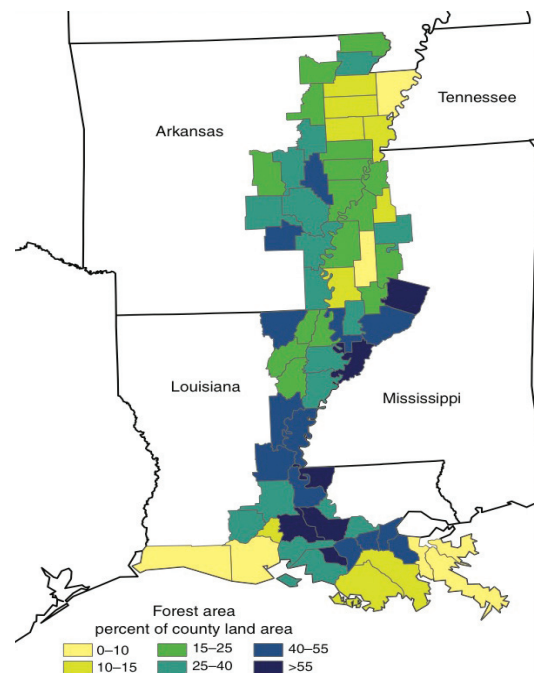 Tennessee
Arkansas
Louisiana
Mississippi
Forest area
percent of county land area
0–10 15–25 40–55
10–15 25–40 >55